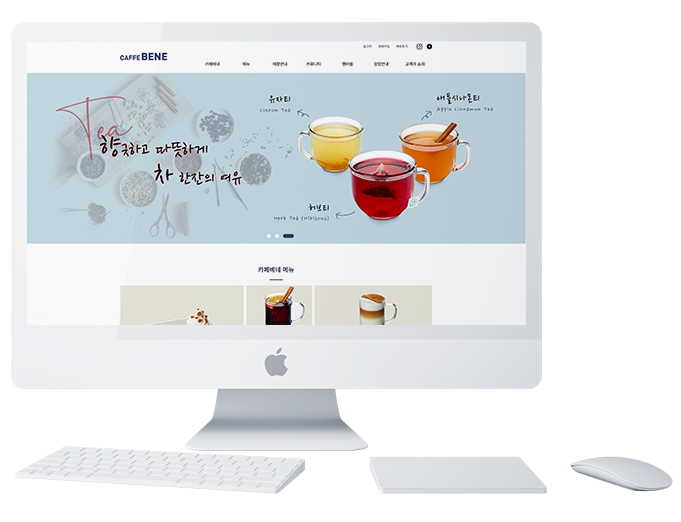 로그인 회원가입 매장찾기
CAFFE BENE
카페베네 메뉴 매장안내 커뮤니티 멤버쉽 창업안내 고객의 소리
Tea
향긋하고 따뜻하게
차 한잔의 여유
유자티
Citron Tea
애플시나몬티
Apple Cinnamon Tea
허브티
Herb Tea (Hibiscus)
카페베네 메뉴